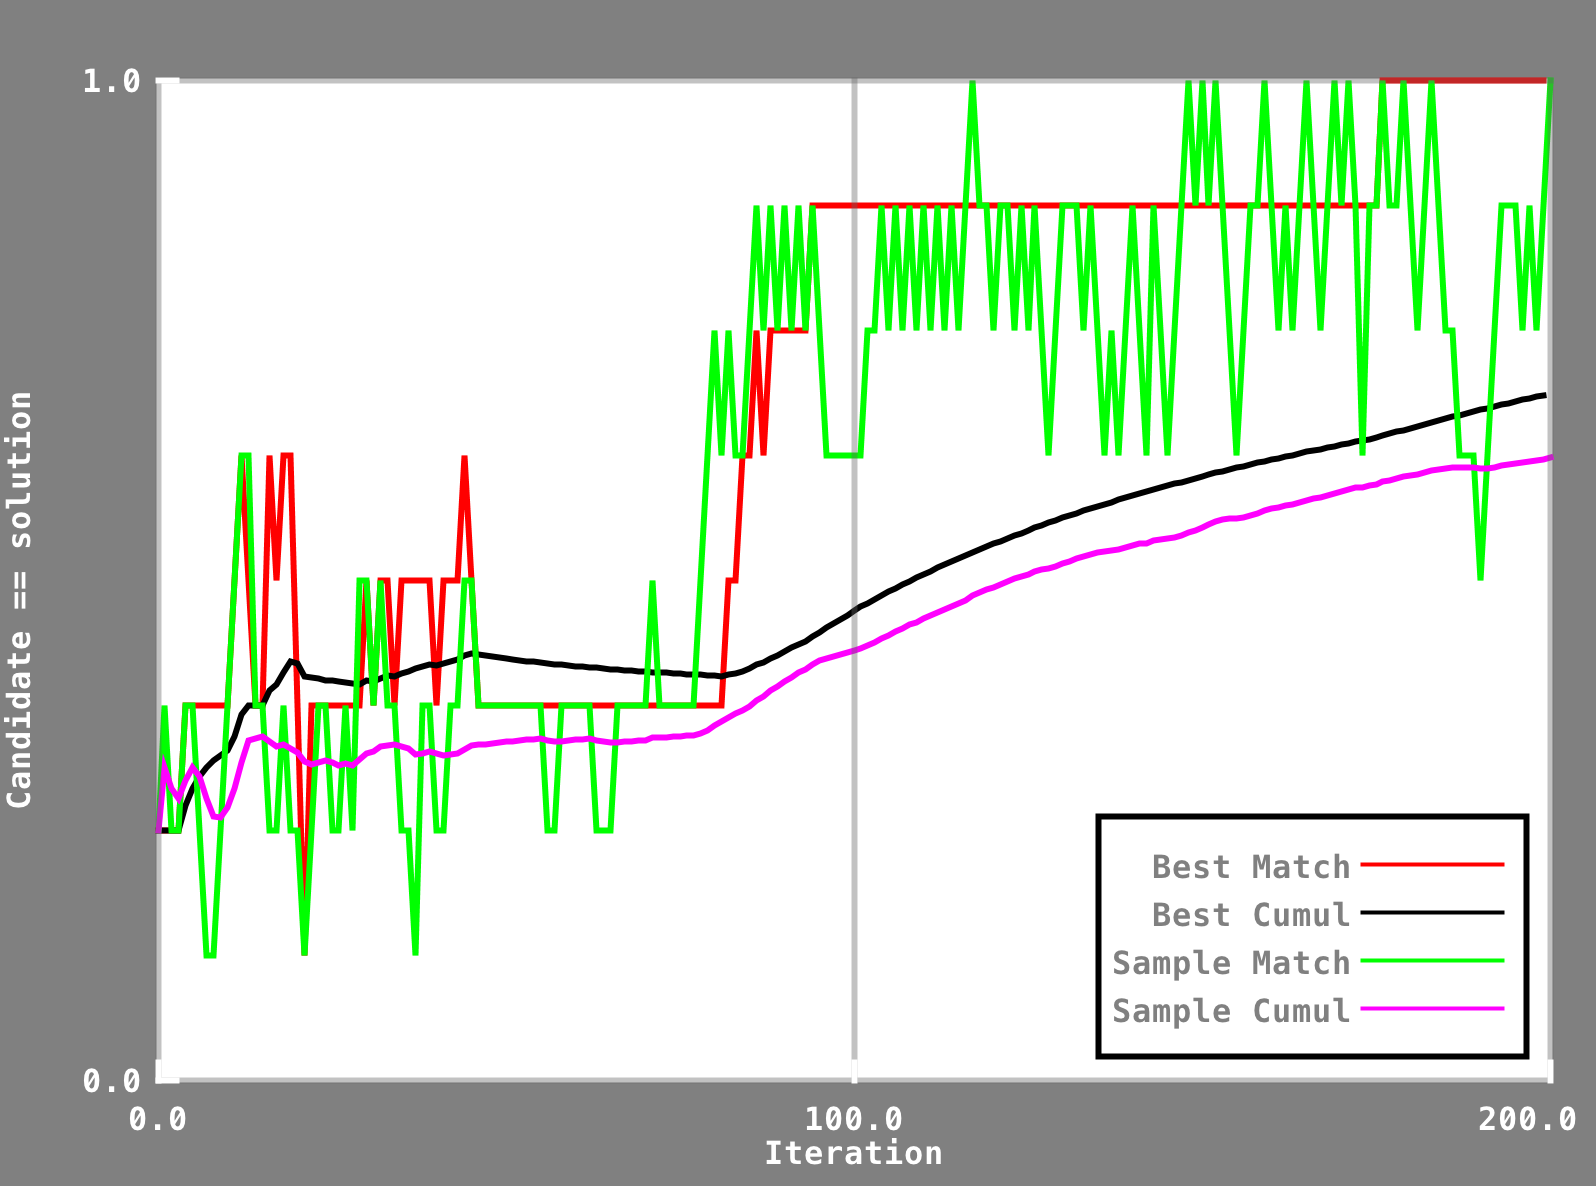 1.0
Candidate == solution
Best Match
Best Cumul
Sample Match
Sample Cumul
0.0
0.0 100.0 200.0
Iteration